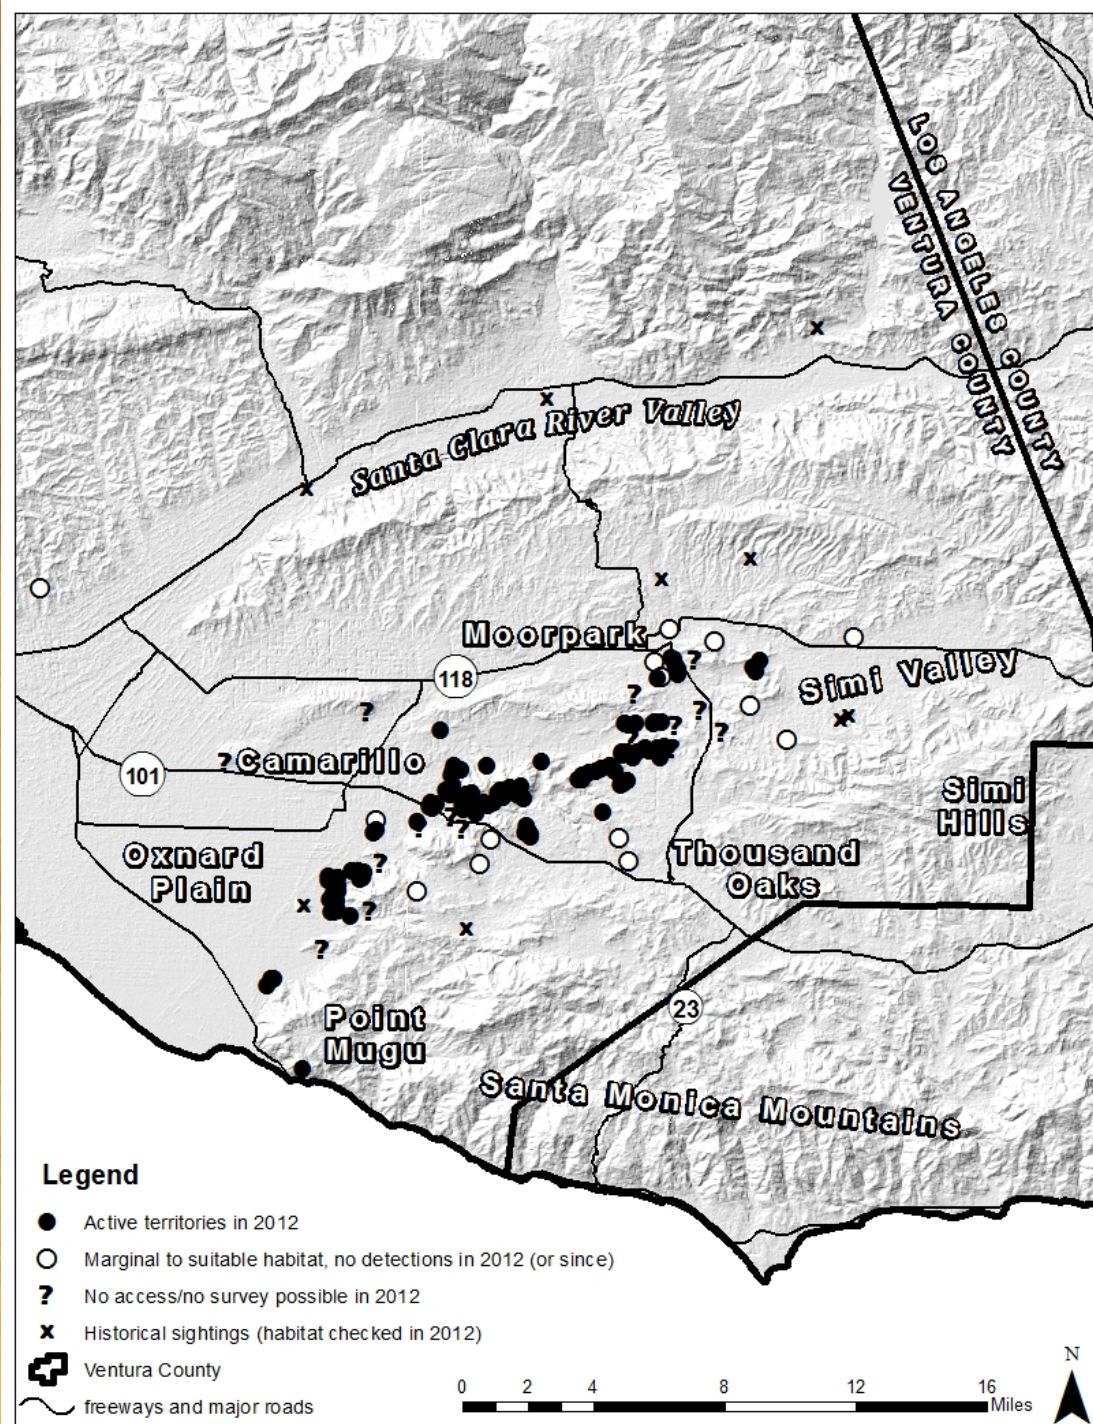 LOS ANGELES COUNTY
VENTURA COUNTY
Santa Clara River Valley
Moorpark
118
Simi Valley
Camarillo
101
Simi
Hills
Oxnard
Plain
Thousand
Oaks
23
Point
Mugu
Santa Monica Mountains
Legend
Active territories in 2012
Marginal to suitable habitat, no detections in 2012 (or since)
? No access/no survey possible in 2012
x Historical sightings (habitat checked in 2012)
Ventura County
freeways and major roads
N
0 2 4 8 12 16
Miles